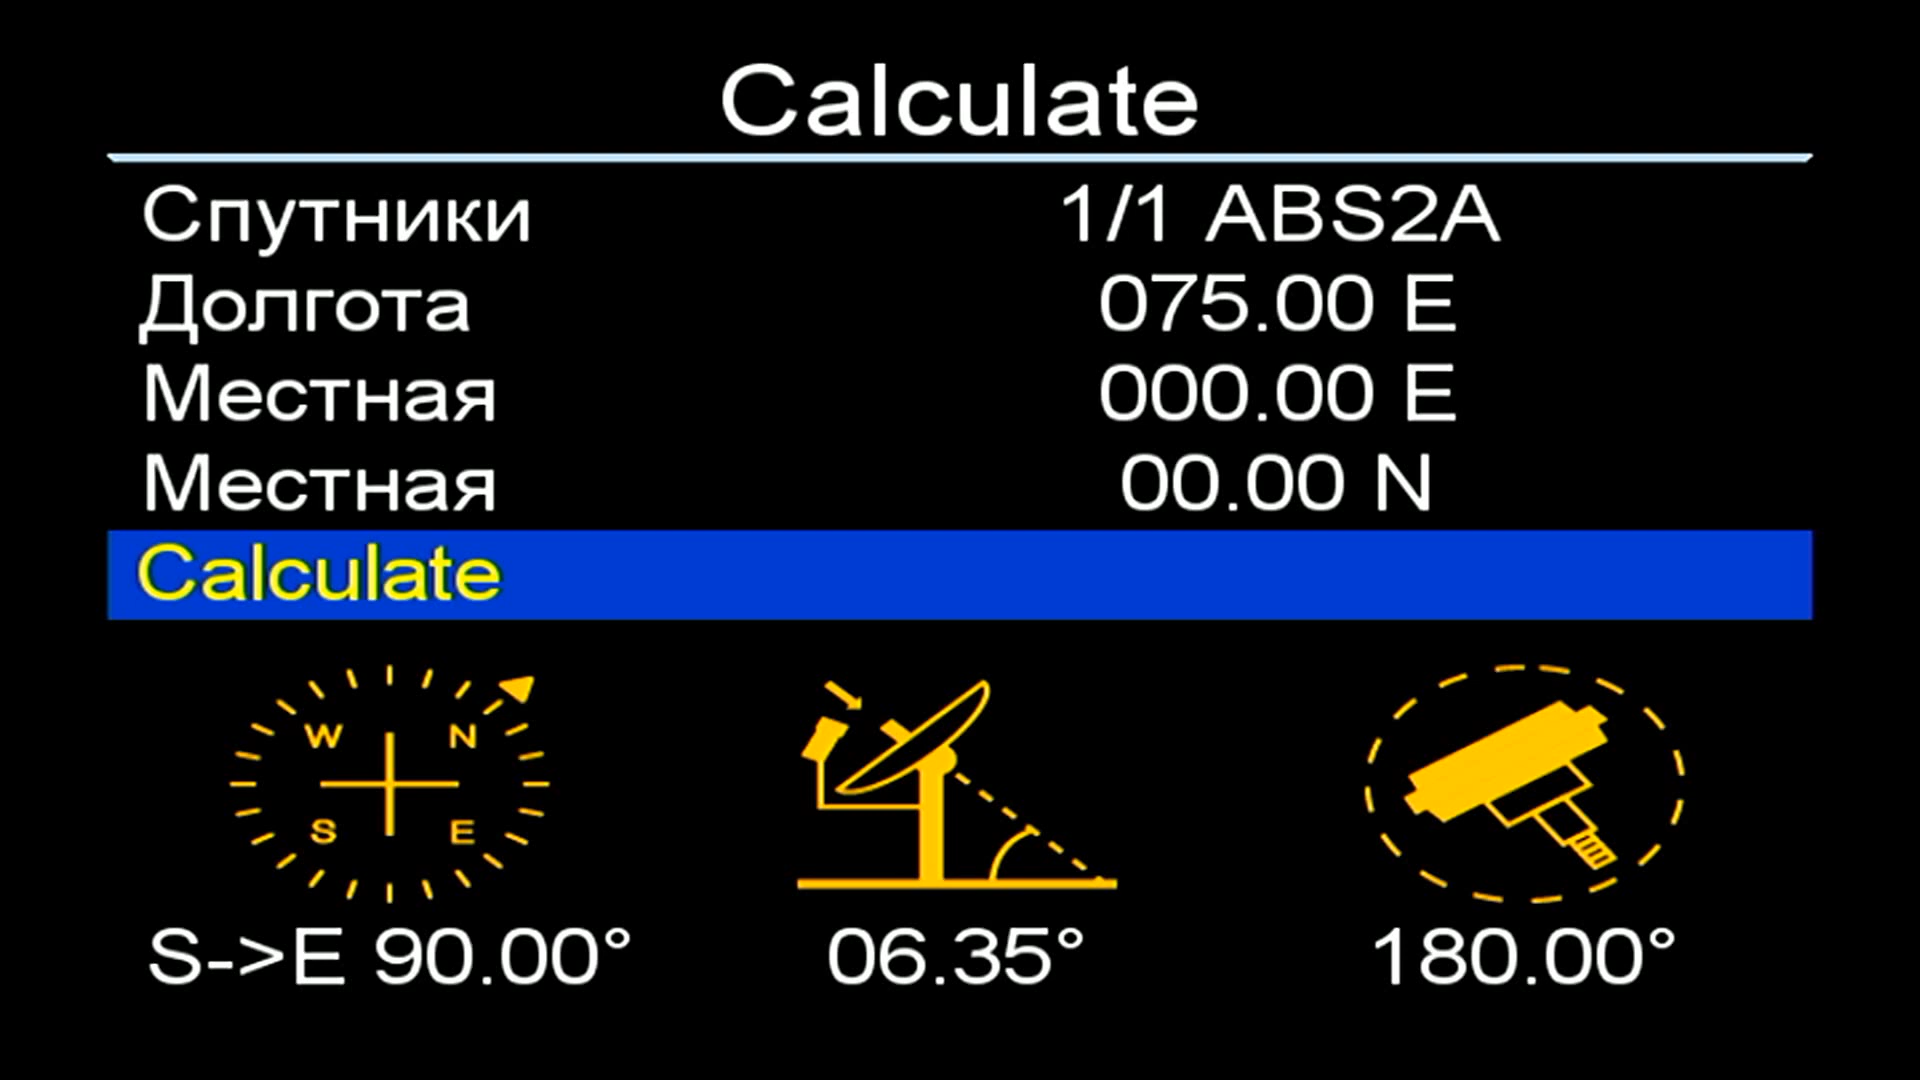 Calculate
Спутники 1/1 ABS2A
Долгота 075.00 E
Местная 000.00 E
Местная 00.00 N
Calculate
W N
S E
S->E 90.00° 06.35° 180.00°